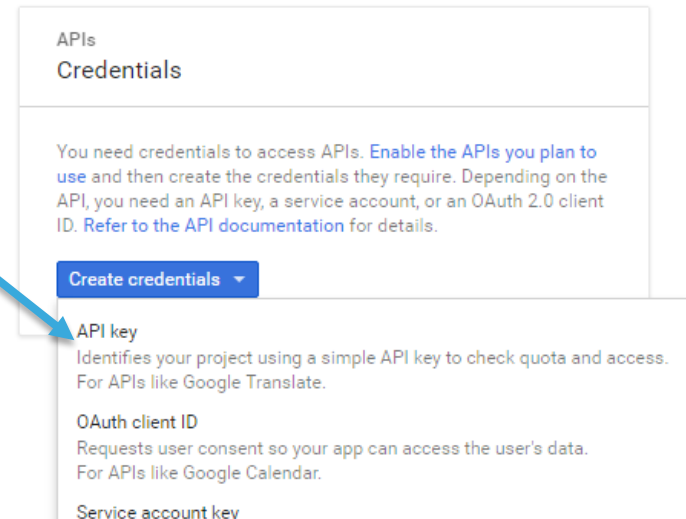 APIs
Credentials
You need credentials to access APIs. Enable the APIs you plan to
use and then create the credentials they require. Depending on the
API, you need an API key, a service account, or an OAuth 2.0 client
ID. Refer to the API documentation for details.
Create credentials
API key
Identifies your project using a simple API key to check quota and access.
For APIs like Google Translate.
OAuth client ID
Requests user consent so your app can access the user's data.
For APIs like Google Calendar.
Service account key